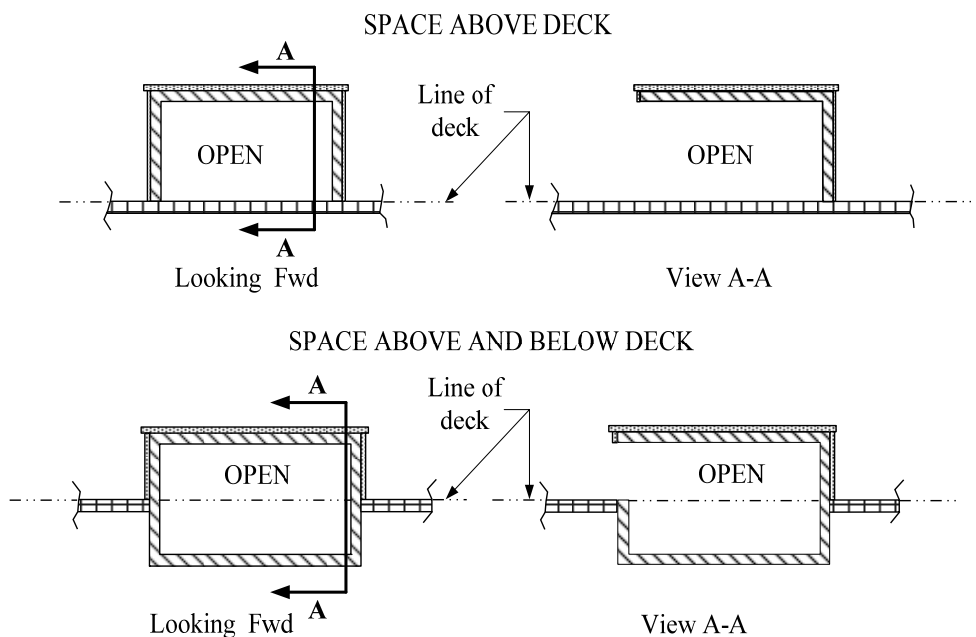 SPACE ABOVE DECK
A
Line of
deck
OPEN
OPEN
A
Looking Fwd
View A-A
SPACE ABOVE AND BELOW DECK
A
Line of
deck
OPEN
OPEN
A
Looking Fwd
View A-A